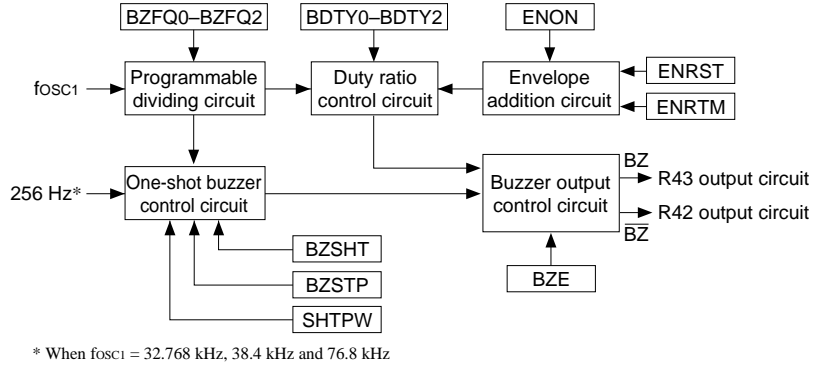 BZFQ0–BZFQ2
BDTY0–BDTY2
ENON
fOSC1
Programmable
dividing circuit
Duty ratio
control circuit
Envelope
addition circuit
ENRST
ENRTM
256 Hz*
One-shot buzzer
control circuit
Buzzer output
control circuit
BZ
R43 output circuit
R42 output circuit
B̅Z̅
BZSHT
BZSTP
SHTPW
BZE
* When fOSC1 = 32.768 kHz, 38.4 kHz and 76.8 kHz